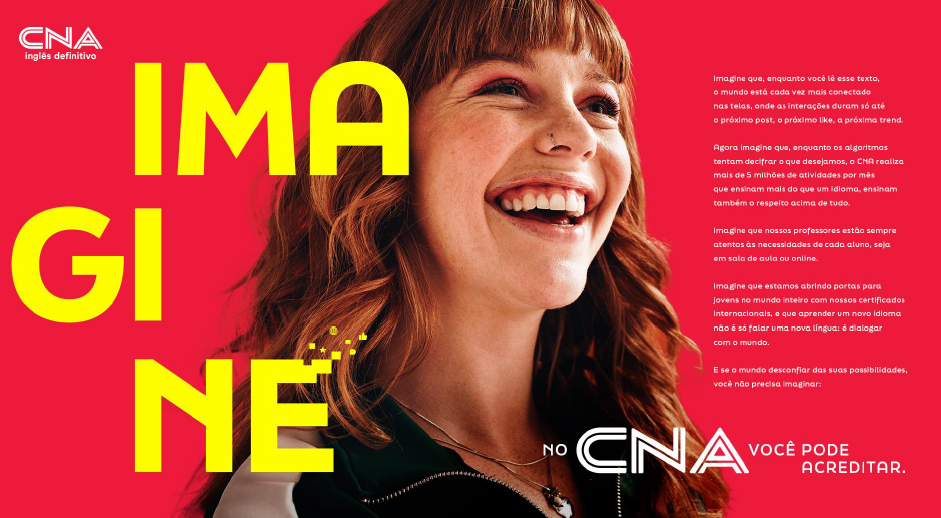 CNA
inglês definitivo
IMA
GI
NE
Imagine que, enquanto você lê esse texto,
o mundo está cada vez mais conectado
nas telas, onde as interações duram só até
o próximo post, o próximo like, a próxima trend.
Agora imagine que, enquanto os algoritmos
tentam decifrar o que desejamos, o CNA realiza
mais de 5 milhões de atividades por mês
que ensinam mais do que um idioma, ensinam
também o respeito acima de tudo.
Imagine que nossos professores estão sempre
atentos às necessidades de cada aluno, seja
em sala de aula ou online.
Imagine que estamos abrindo portas para
jovens no mundo inteiro com nossos certificados
internacionais, e que aprender um novo idioma
não é só falar uma nova língua: é dialogar
com o mundo.
E se o mundo desconfiar das suas possibilidades,
você não precisa imaginar:
NO CNA VOCÊ PODE
ACREDITAR.